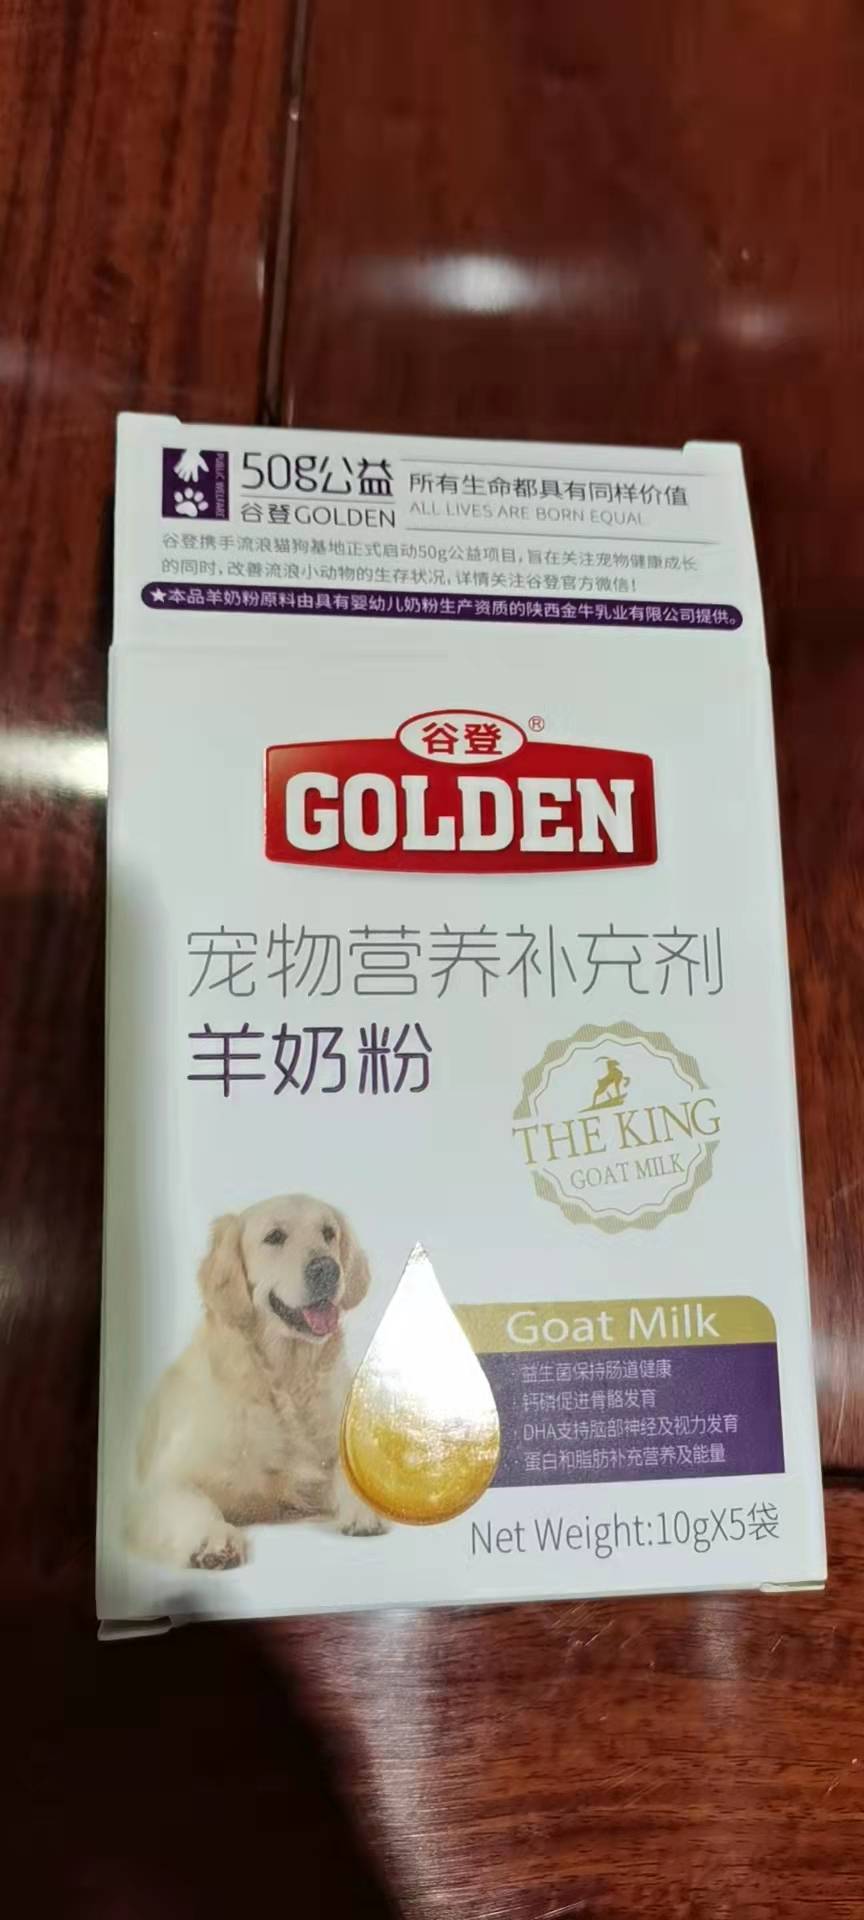 PUBLIC WELFARE
50g公益
谷登GOLDEN
所有生命都具有同样价值
ALL LIVES ARE BORN EQUAL
谷登携手流浪猫狗基地正式启动50g公益项目，旨在关注宠物健康成长
的同时，改善流浪小动物的生存状况，详情关注谷登官方微信！
★本品羊奶粉原料由具有婴幼儿奶粉生产资质的陕西金牛乳业有限公司提供。
谷登®
GOLDEN
宠物营养补充剂
羊奶粉
THE KING
GOAT MILK
Goat Milk
·益生菌保持肠道健康
·钙磷促进骨骼发育
·DHA支持脑部神经及视力发育
·蛋白和脂肪补充营养及能量
Net Weight:10gX5袋